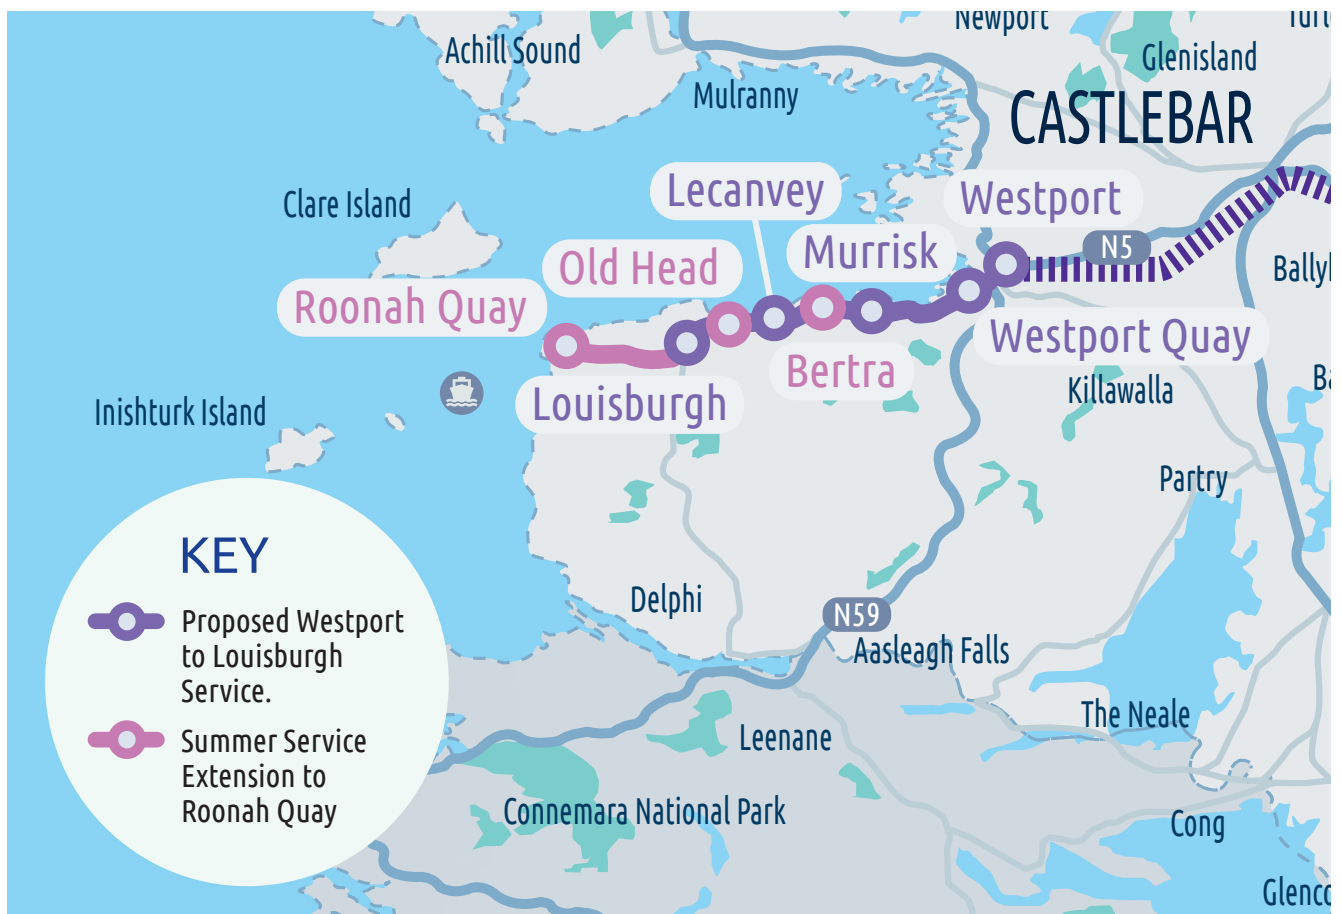 Newport
Achill Sound
Glenisland
Mulranny
CASTLEBAR
Lecanvey
Westport
Clare Island
Murrisk
N5
Old Head
Roonah Quay
Westport Quay
Bertra
Killawalla
Louisburgh
Inishturk Island
Partry
KEY
Proposed Westport
to Louisburgh
Service.
Summer Service
Extension to
Roonah Quay
Delphi
N59
Aasleagh Falls
The Neale
Leenane
Connemara National Park
Cong